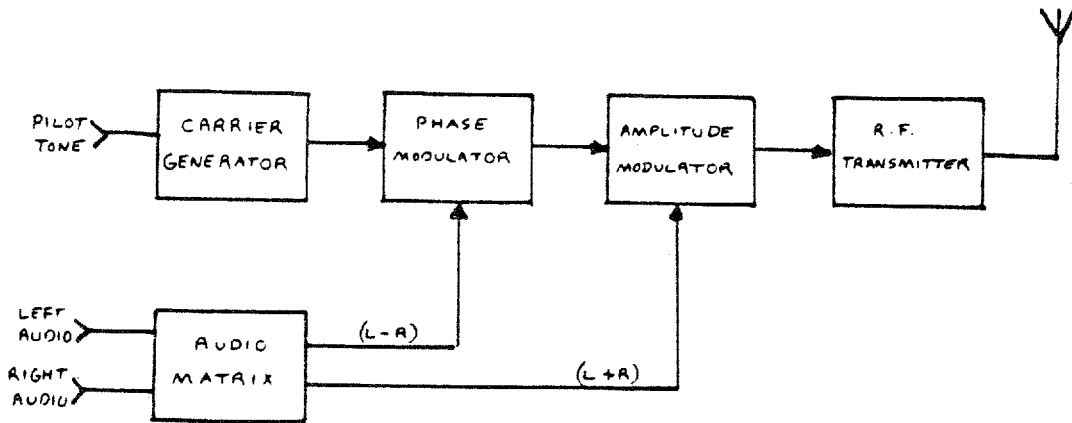 PILOT
TONE
CARRIER
GENERATOR
PHASE
MODULATOR
AMPLITUDE
MODULATOR
R.F.
TRANSMITTER
LEFT
AUDIO
RIGHT
AUDIO
AUDIO
MATRIX
(L-R)
(L+R)